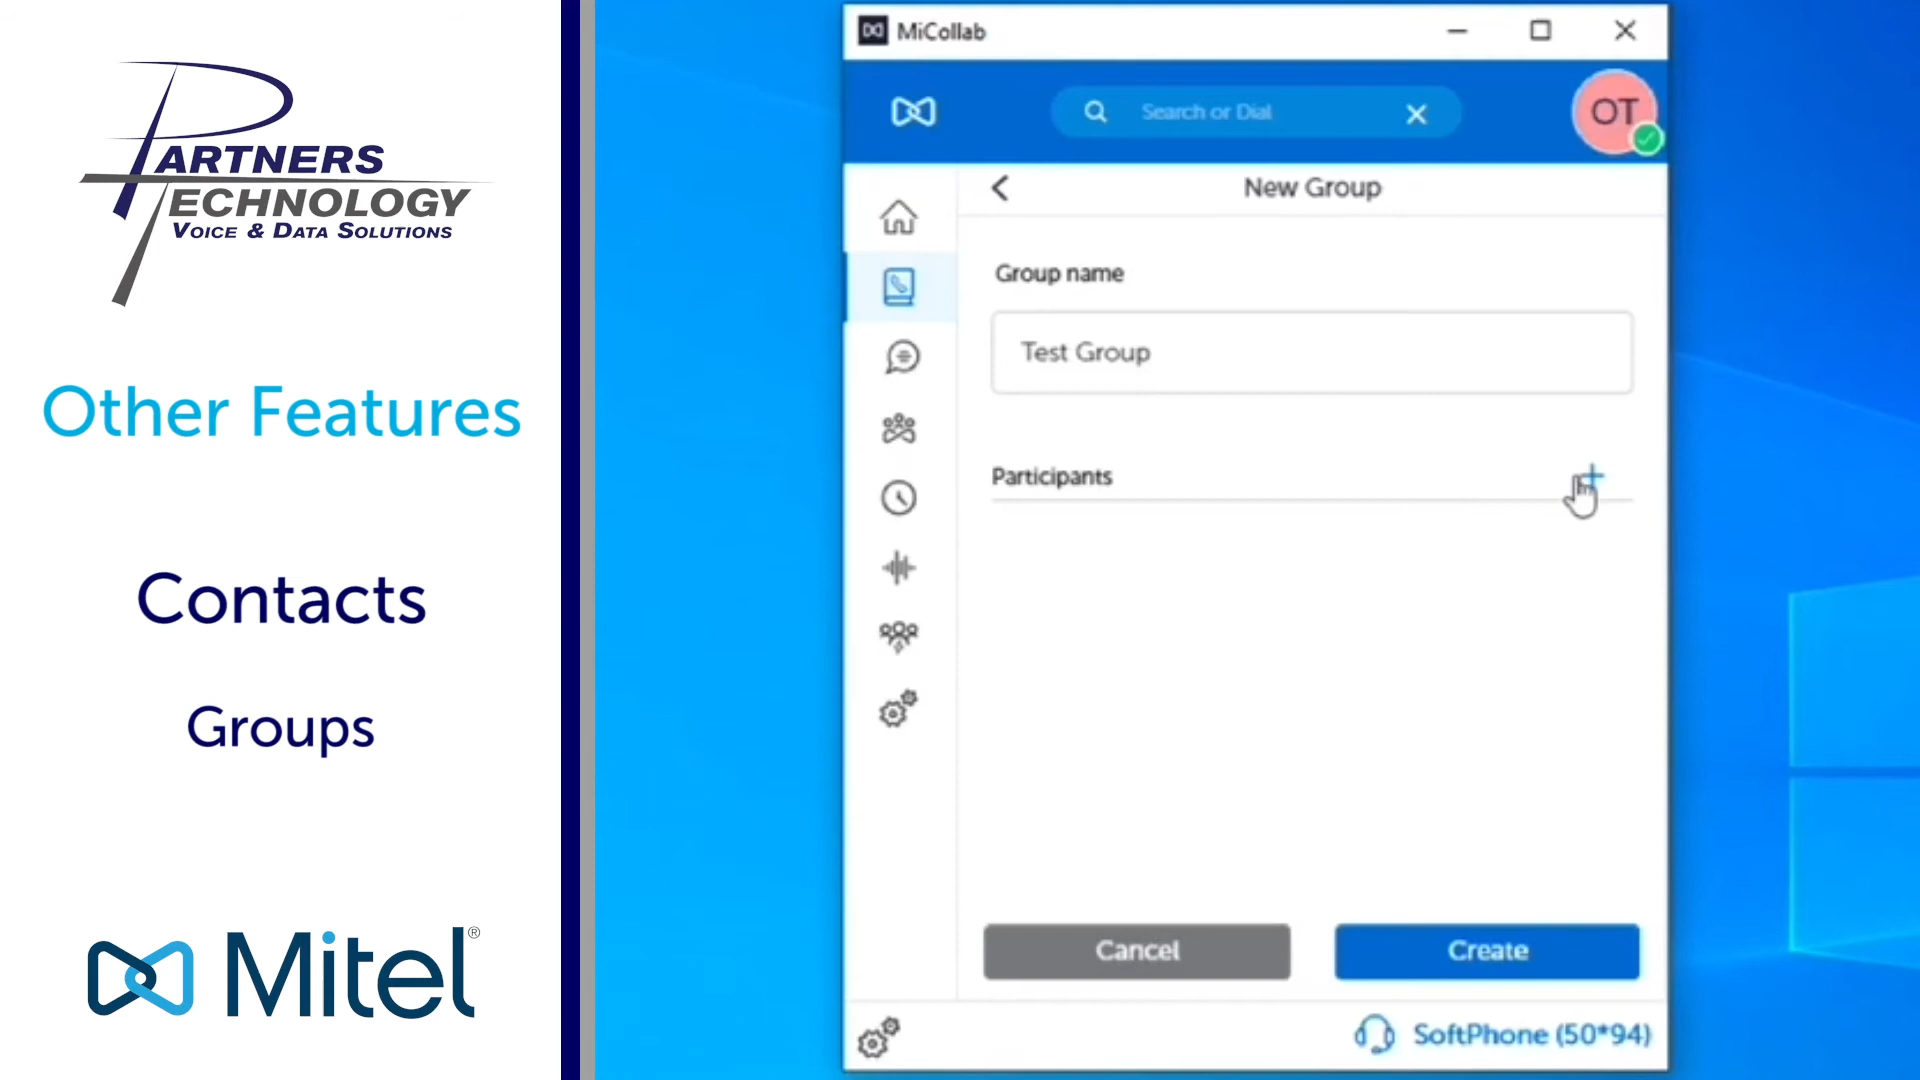 PARTNERS
TECHNOLOGY
VOICE & DATA SOLUTIONS
Other Features
Contacts
Groups
Mitel®
MiCollab
Search or Dial
OT
New Group
Group name
Test Group
Participants
Cancel
Create
SoftPhone (50*94)